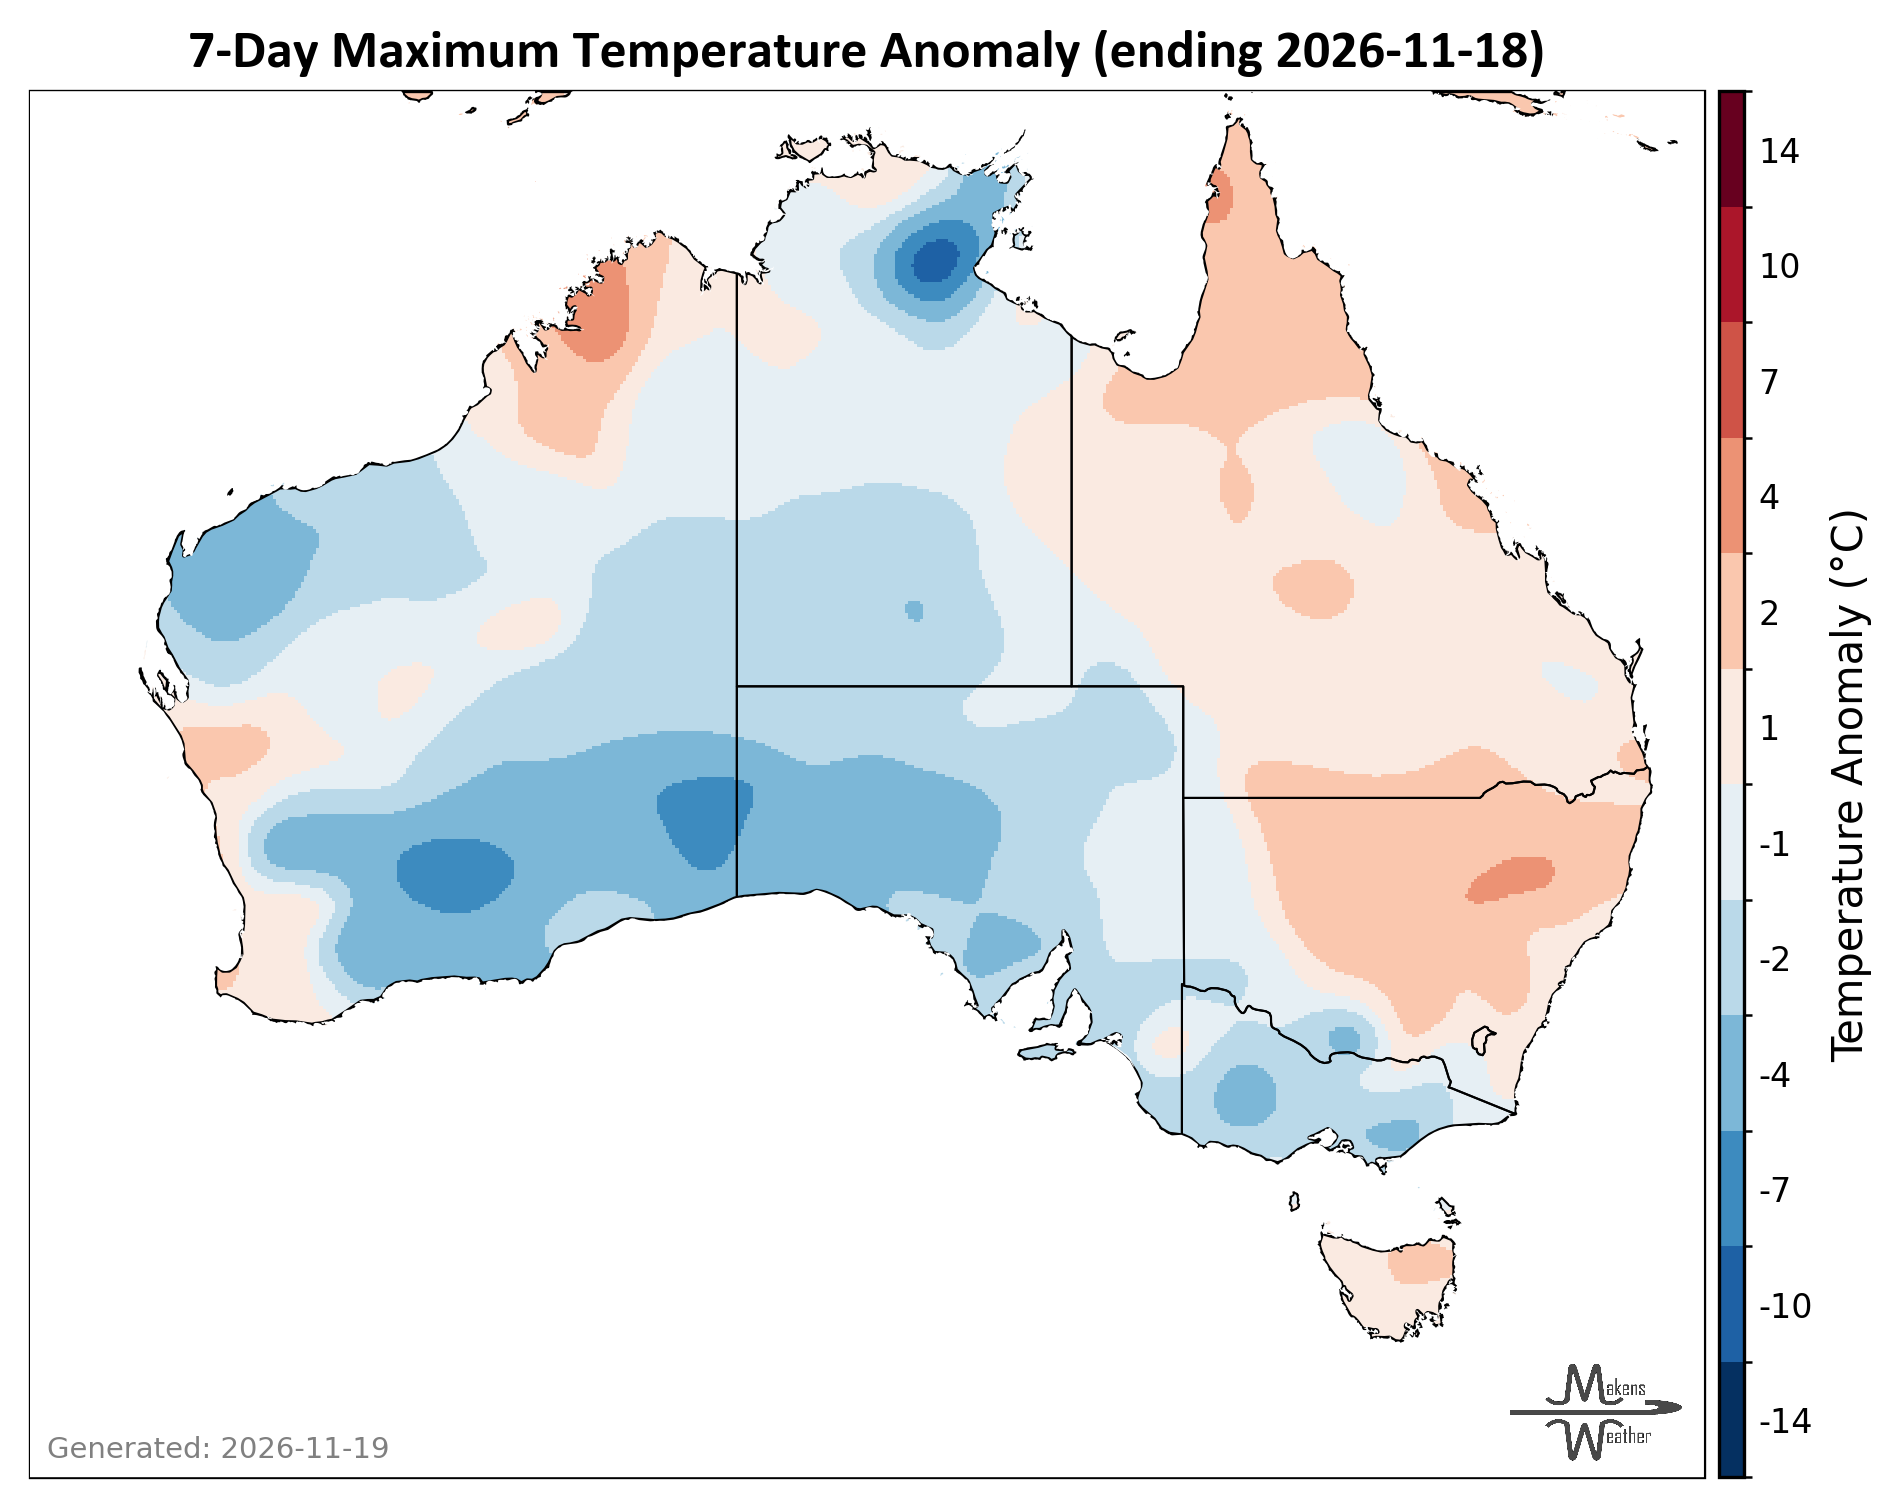 7-Day Maximum Temperature Anomaly (ending 2026-11-18)
14
10
7
4
2
1
-1
-2
-4
-7
-10
-14
Temperature Anomaly (°C)
Makens
Weather
Generated: 2026-11-19